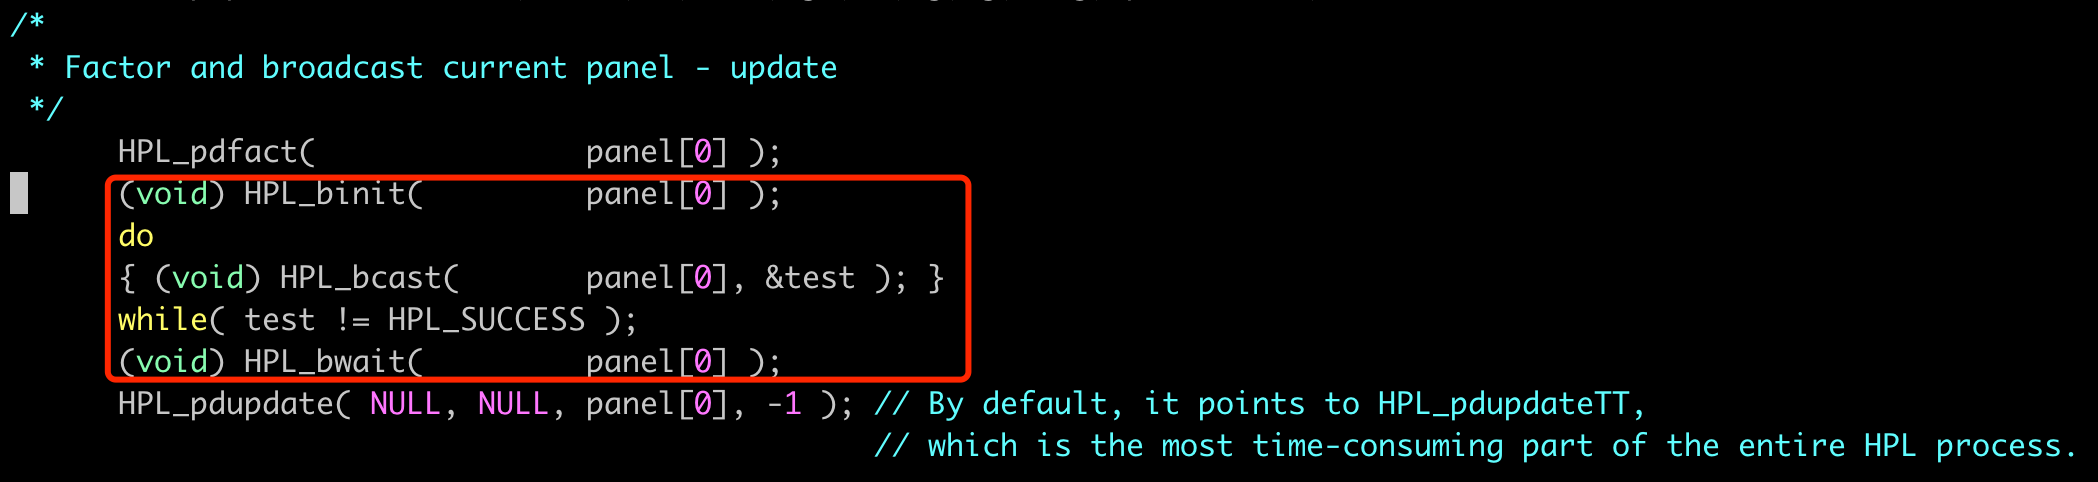 /*
 * Factor and broadcast current panel - update
 */
      HPL_pdfact(               panel[0] );
      (void) HPL_binit(         panel[0] );
      do
      { (void) HPL_bcast(       panel[0], &test ); }
      while( test != HPL_SUCCESS );
      (void) HPL_bwait(         panel[0] );
      HPL_pdupdate( NULL, NULL, panel[0], -1 ); // By default, it points to HPL_pdupdateTT,
                                                // which is the most time-consuming part of the entire HPL process.